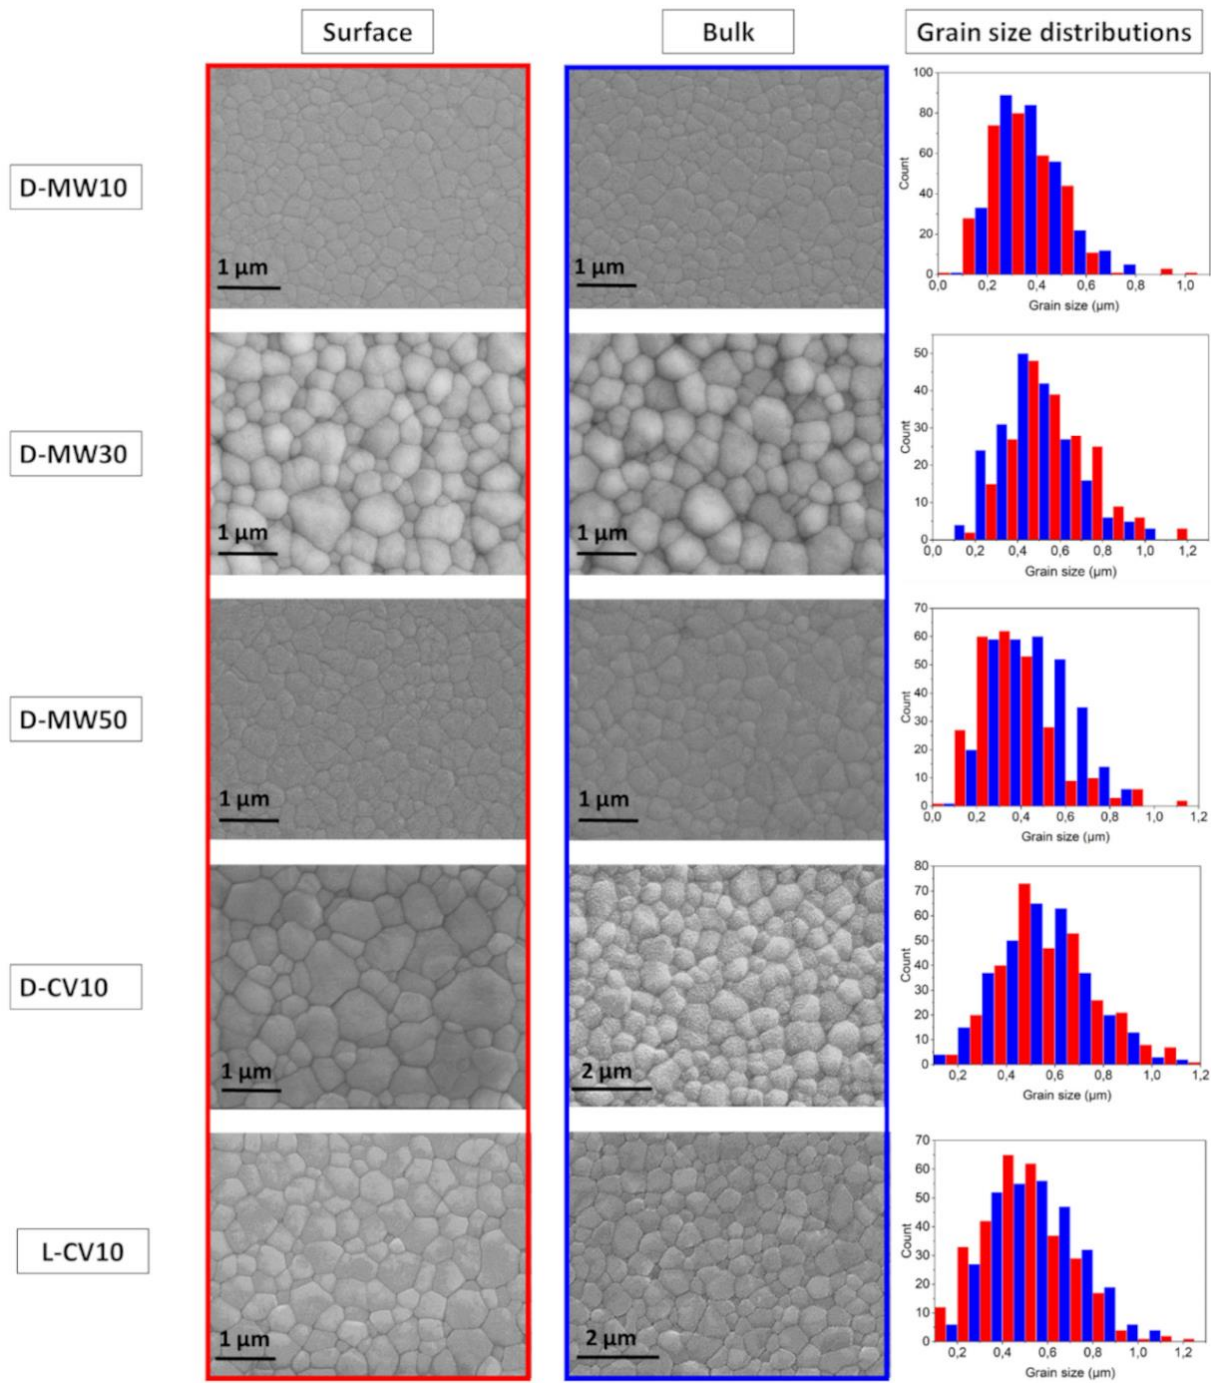 Surface
Bulk
Grain size distributions
D-MW10
1 µm
1 µm
100
80
60
40
20
0
Count
0,0 0,2 0,4 0,6 0,8 1,0
Grain size (µm)
D-MW30
1 µm
1 µm
50
40
30
20
10
0
Count
0,0 0,2 0,4 0,6 0,8 1,0 1,2
Grain size (µm)
D-MW50
1 µm
1 µm
70
60
50
40
30
20
10
0
Count
0,0 0,2 0,4 0,6 0,8 1,0 1,2
Grain size (µm)
D-CV10
1 µm
2 µm
80
70
60
50
40
30
20
10
0
Count
0,2 0,4 0,6 0,8 1,0 1,2
Grain size (µm)
L-CV10
1 µm
2 µm
70
60
50
40
30
20
10
0
Count
0,2 0,4 0,6 0,8 1,0 1,2
Grain size (µm)